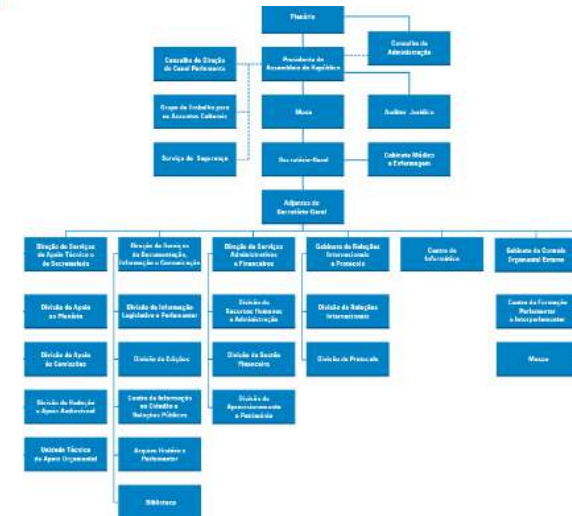 Plenário
Conselho de
Administração
Conselho de Direção
do Canal Parlamento
Presidente da
Assembleia da República
Grupo de Trabalho para
os Assuntos Culturais
Mesa
Auditor Jurídico
Serviço de Segurança
Secretário-Geral
Gabinete Médico
e Enfermagem
Adjuntos do
Secretário-Geral
Direção de Serviços
de Apoio Técnico e
de Secretariado
Direção de Serviços
de Documentação,
Informação e Comunicação
Direção de Serviços
Administrativos
e Financeiros
Gabinete de Relações
Internacionais
e Protocolo
Centro de
Informática
Gabinete de Controlo
Orçamental Externo
Divisão de Apoio
ao Plenário
Divisão de Informação
Legislativa e Parlamentar
Divisão de
Recursos Humanos
e Administração
Divisão de Relações
Internacionais
Centro de Formação
Parlamentar
e Interparlamentar
Divisão de Apoio
às Comissões
Divisão de Edições
Divisão de Gestão
Financeira
Divisão de Protocolo
Museu
Divisão de Redação
e Apoio Audiovisual
Centro de Informação
ao Cidadão e
Relações Públicas
Divisão de
Aprovisionamento
e Património
Unidade Técnica
de Apoio Orçamental
Arquivo Histórico
Parlamentar
Biblioteca